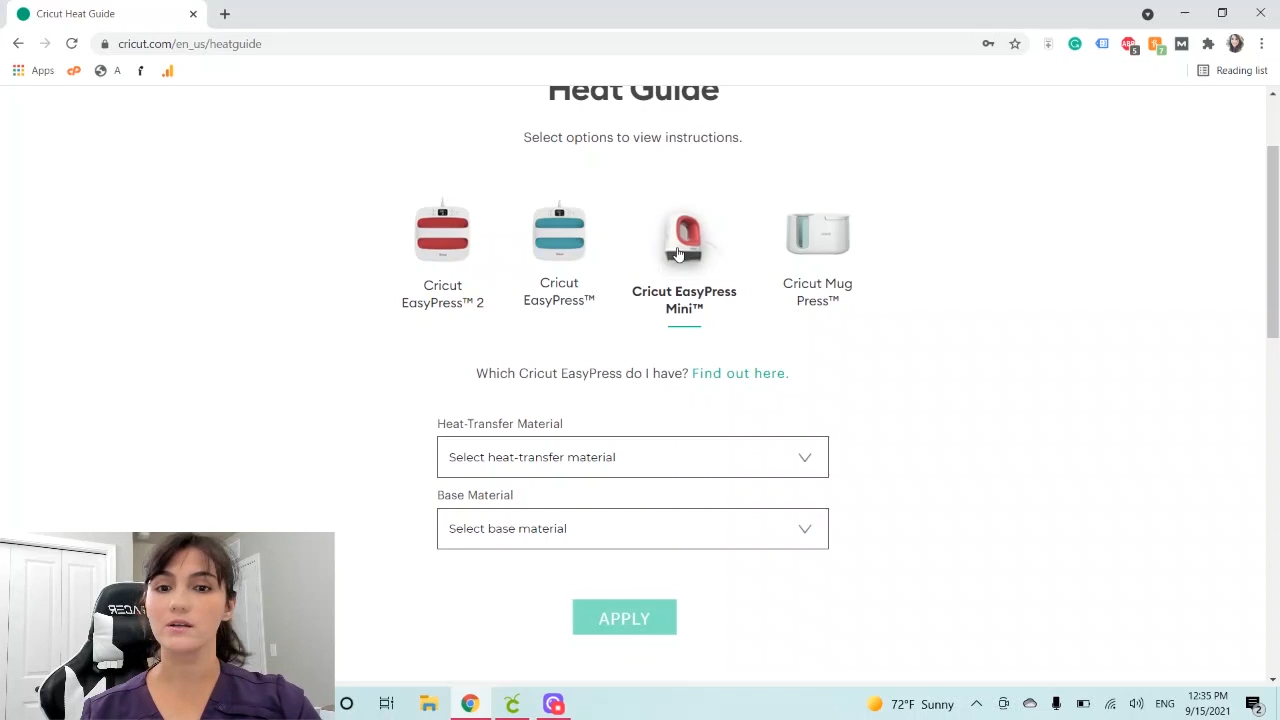 Cricut Heat Guide
cricut.com/en_us/heatguide
5
7
Apps
A
Reading list
Heat Guide
Select options to view instructions.
Cricut
EasyPress™ 2
Cricut
EasyPress™
Cricut EasyPress
Mini™
Cricut Mug
Press™
Which Cricut EasyPress do I have? Find out here.
Heat-Transfer Material
Select heat-transfer material
Base Material
Select base material
APPLY
72°F Sunny
ENG
12:35 PM
9/15/2021
2